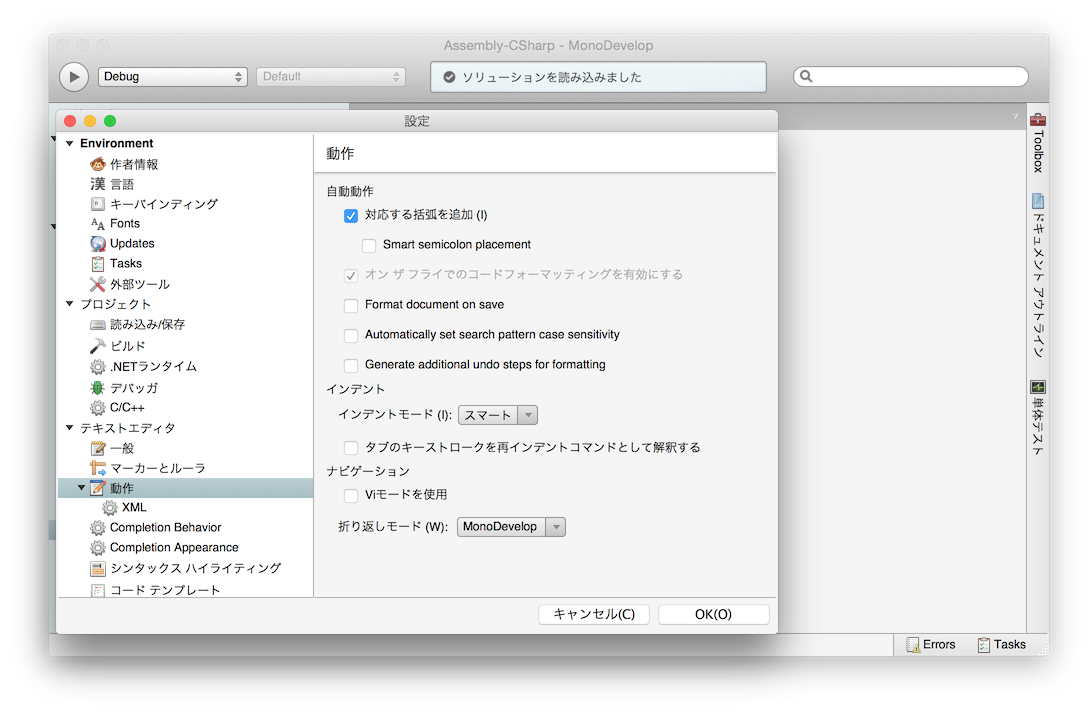 Assembly-CSharp - MonoDevelop
Debug
Default
ソリューションを読み込みました
設定
Environment
作者情報
言語
キーバインディング
Fonts
Updates
Tasks
外部ツール
プロジェクト
読み込み/保存
ビルド
.NETランタイム
デバッガ
C/C++
テキストエディタ
一般
マーカーとルーラ
動作
XML
Completion Behavior
Completion Appearance
シンタックス ハイライティング
コード テンプレート
動作
自動動作
対応する括弧を追加 (I)
Smart semicolon placement
オン ザ フライでのコードフォーマッティングを有効にする
Format document on save
Automatically set search pattern case sensitivity
Generate additional undo steps for formatting
インデント
インデントモード (I): スマート
タブのキーストロークを再インデントコマンドとして解釈する
ナビゲーション
Viモードを使用
折り返しモード (W): MonoDevelop
キャンセル(C)
OK(O)
Toolbox
ドキュメント アウトライン
単体テスト
Errors
Tasks